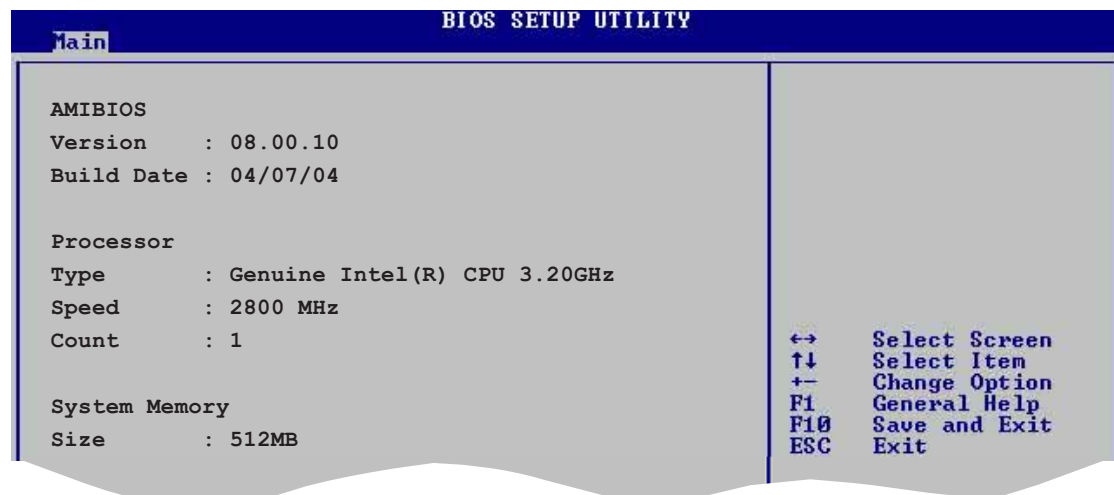 BIOS SETUP UTILITY
Main
AMIBIOS
Version : 08.00.10
Build Date : 04/07/04
Processor
Type : Genuine Intel(R) CPU 3.20GHz
Speed : 2800 MHz
Count : 1
System Memory
Size : 512MB
←→ Select Screen
↑↓ Select Item
+- Change Option
F1 General Help
F10 Save and Exit
ESC Exit